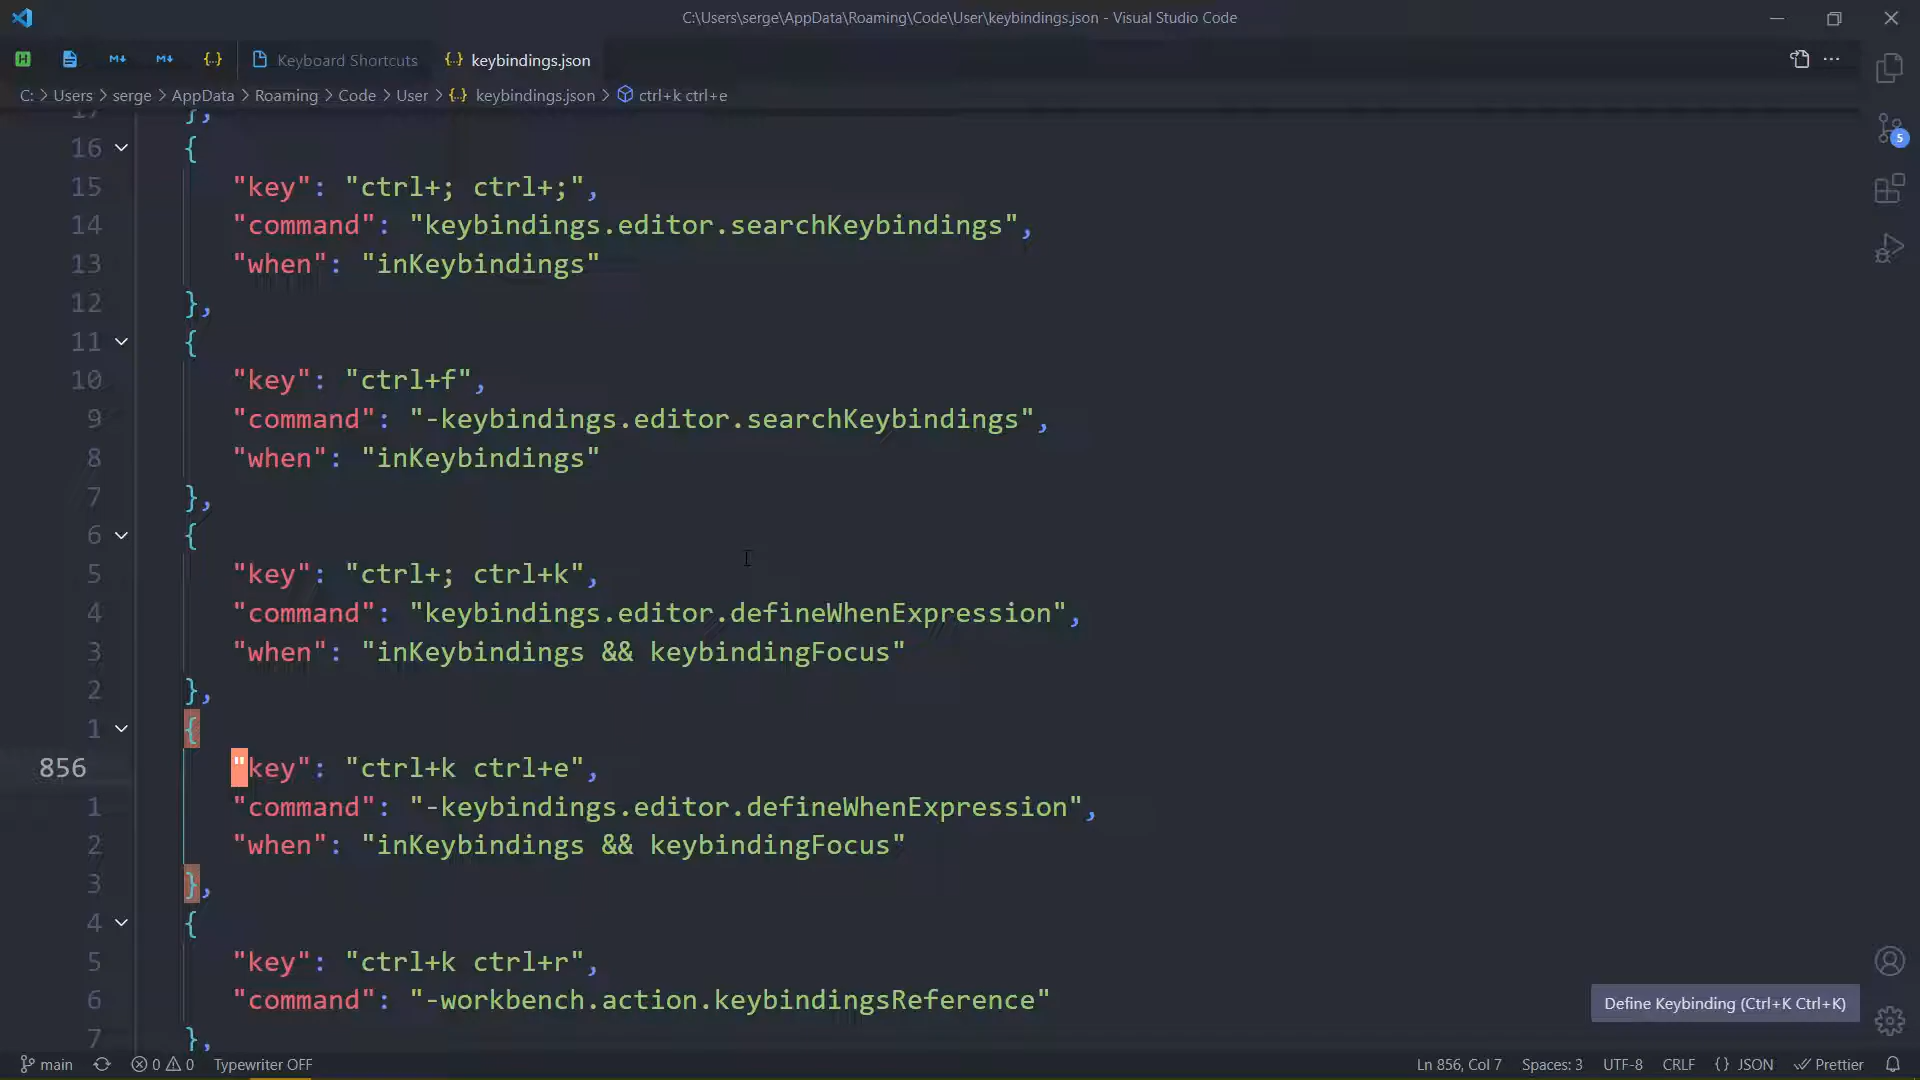 C:\Users\serge\AppData\Roaming\Code\User\keybindings.json - Visual Studio Code
Keyboard Shortcuts
keybindings.json
C: > Users > serge > AppData > Roaming > Code > User > {} keybindings.json > ctrl+k ctrl+e
17 },
16 {
15 "key": "ctrl+; ctrl+;",
14 "command": "keybindings.editor.searchKeybindings",
13 "when": "inKeybindings"
12 },
11 {
10 "key": "ctrl+f",
9 "command": "-keybindings.editor.searchKeybindings",
8 "when": "inKeybindings"
7 },
6 {
5 "key": "ctrl+; ctrl+k",
4 "command": "keybindings.editor.defineWhenExpression",
3 "when": "inKeybindings && keybindingFocus"
2 },
1 {
856 "key": "ctrl+k ctrl+e",
1 "command": "-keybindings.editor.defineWhenExpression",
2 "when": "inKeybindings && keybindingFocus"
3 },
4 {
5 "key": "ctrl+k ctrl+r",
6 "command": "-workbench.action.keybindingsReference"
7 },
5
Define Keybinding (Ctrl+K Ctrl+K)
main 0 0 Typewriter OFF Ln 856, Col 7 Spaces: 3 UTF-8 CRLF {} JSON Prettier